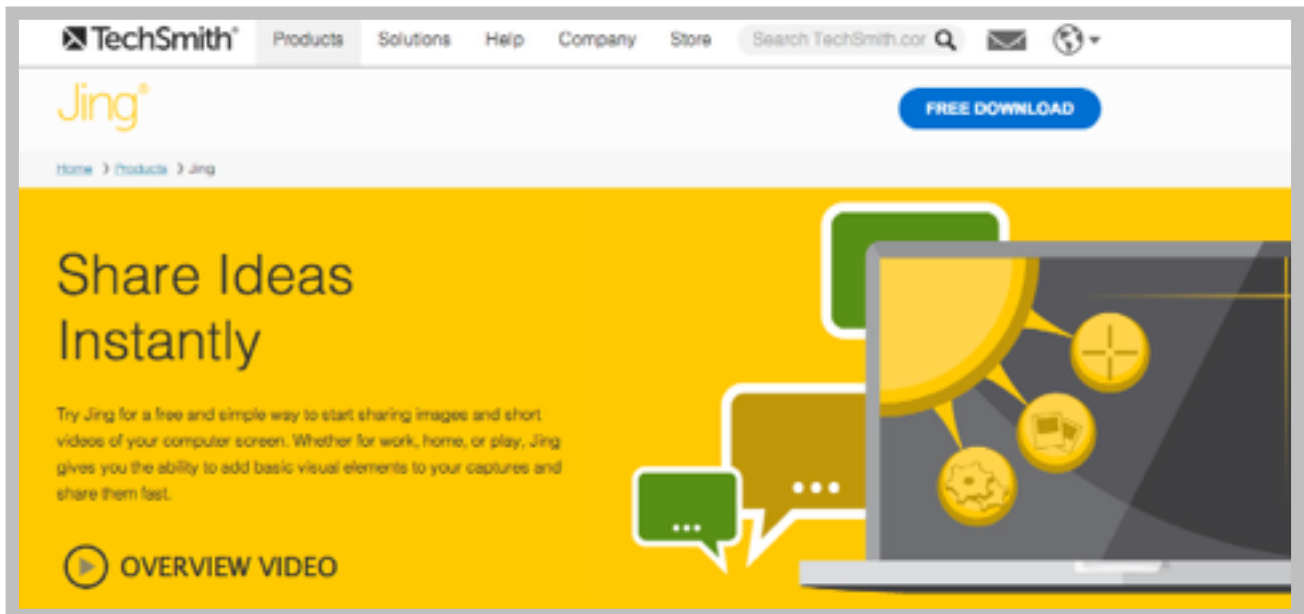 TechSmith® Products Solutions Help Company Store Search TechSmith.cor
Jing®
FREE DOWNLOAD
Home > Products > Jing
Share Ideas
Instantly
Try Jing for a free and simple way to start sharing images and short
videos of your computer screen. Whether for work, home, or play, Jing
gives you the ability to add basic visual elements to your captures and
share them fast.
OVERVIEW VIDEO